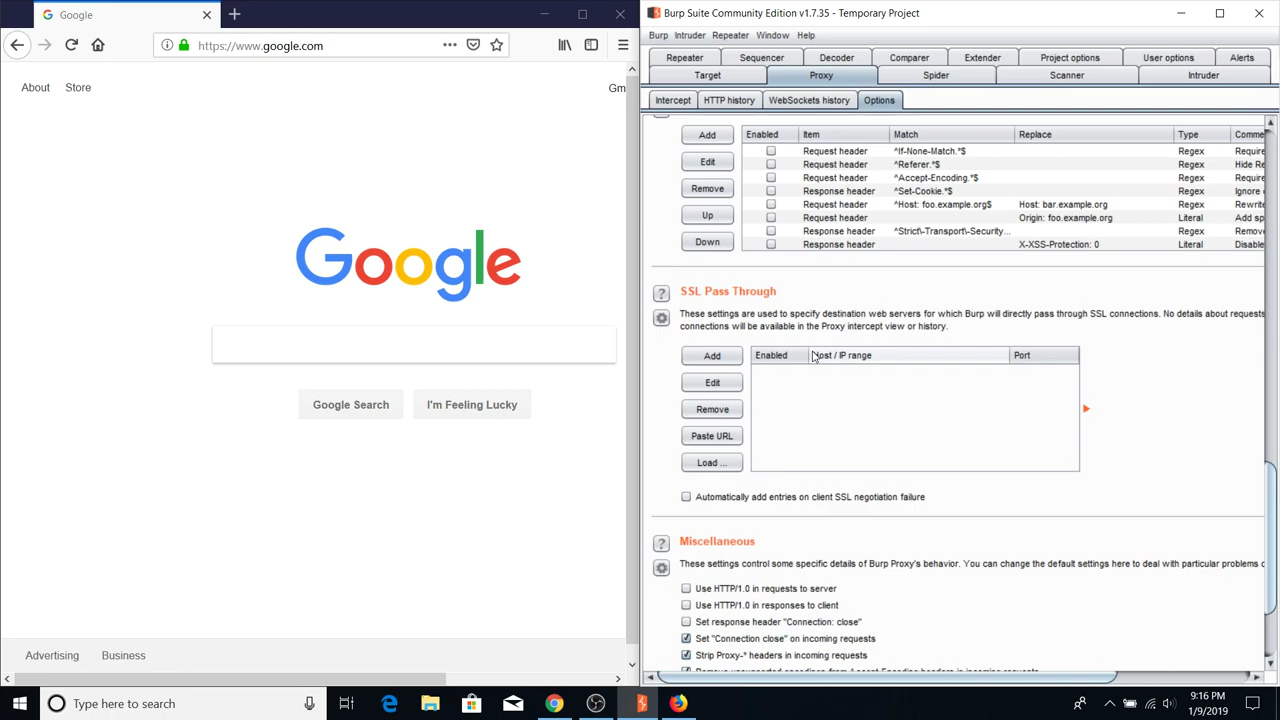 Google
https://www.google.com
About
Store
Gm
Google
Google Search
I'm Feeling Lucky
Advertising
Business
Burp Suite Community Edition v1.7.35 - Temporary Project
Burp Intruder Repeater Window Help
Repeater Sequencer Decoder Comparer Extender Project options User options Alerts
Target Proxy Spider Scanner Intruder
Intercept HTTP history WebSockets history Options
Add
Edit
Remove
Up
Down
Enabled Item Match Replace Type Comme
Request header ^If-None-Match.*$ Regex Require
Request header ^Referer.*$ Regex Hide Re
Request header ^Accept-Encoding.*$ Regex Require
Response header ^Set-Cookie.*$ Regex Ignore
Request header ^Host: foo.example.org$ Host: bar.example.org Regex Rewrite
Request header Origin: foo.example.org Literal Add sp
Response header ^Strict\-Transport\-Security... Regex Remov
Response header X-XSS-Protection: 0 Literal Disable
SSL Pass Through
These settings are used to specify destination web servers for which Burp will directly pass through SSL connections. No details about requests
connections will be available in the Proxy intercept view or history.
Add
Edit
Remove
Paste URL
Load ...
Enabled Host / IP range Port
Automatically add entries on client SSL negotiation failure
Miscellaneous
These settings control some specific details of Burp Proxy's behavior. You can change the default settings here to deal with particular problems
Use HTTP/1.0 in requests to server
Use HTTP/1.0 in responses to client
Set response header "Connection: close"
Set "Connection close" on incoming requests
Strip Proxy-* headers in incoming requests
Remove unsupported encodings from Accept-Encoding headers in incoming requests
Type here to search
9:16 PM
1/9/2019